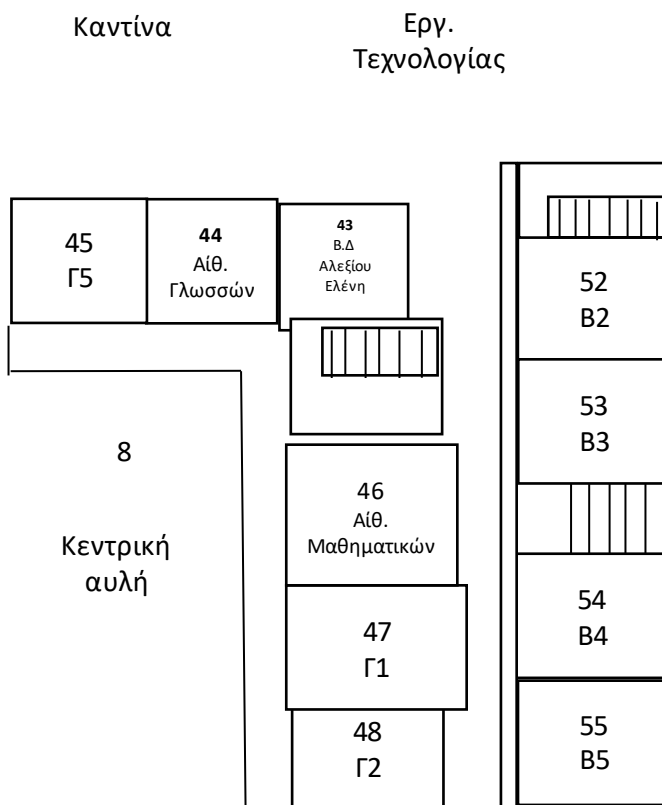 Καντίνα
Εργ.
Τεχνολογίας
45
Γ5
44
Αίθ.
Γλωσσών
43
Β.Δ
Αλεξίου
Ελένη
52
Β2
53
Β3
8
Κεντρική
αυλή
46
Αίθ.
Μαθηματικών
47
Γ1
54
Β4
48
Γ2
55
Β5